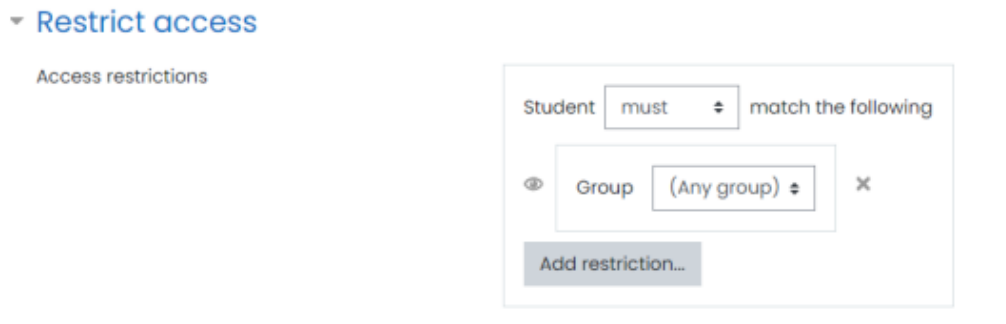 Restrict access
Access restrictions
Student must match the following
Group (Any group)
Add restriction...